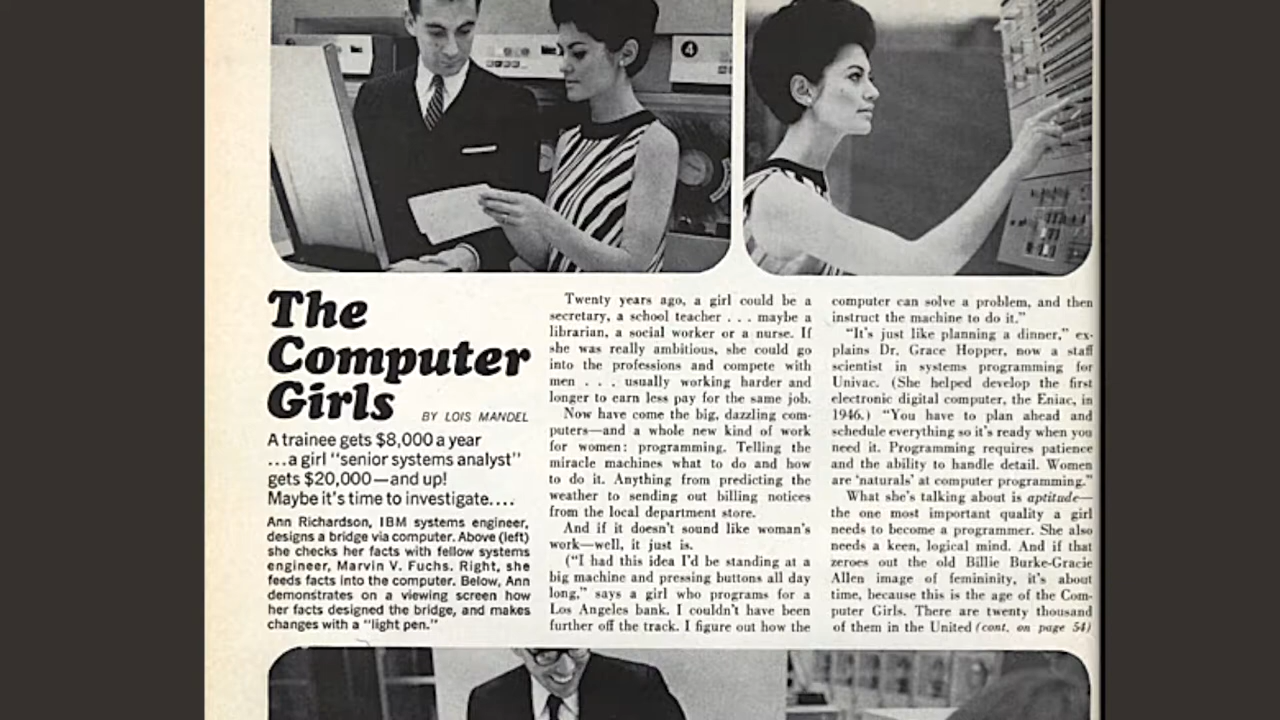 4
The
Computer
Girls
BY LOIS MANDEL
A trainee gets $8,000 a year
...a girl "senior systems analyst"
gets $20,000—and up!
Maybe it's time to investigate....
Ann Richardson, IBM systems engineer,
designs a bridge via computer. Above (left)
she checks her facts with fellow systems
engineer, Marvin V. Fuchs. Right, she
feeds facts into the computer. Below, Ann
demonstrates on a viewing screen how
her facts designed the bridge, and makes
changes with a "light pen."
Twenty years ago, a girl could be a
secretary, a school teacher . . . maybe a
librarian, a social worker or a nurse. If
she was really ambitious, she could go
into the professions and compete with
men . . . usually working harder and
longer to earn less pay for the same job.
Now have come the big, dazzling com-
puters—and a whole new kind of work
for women: programming. Telling the
miracle machines what to do and how
to do it. Anything from predicting the
weather to sending out billing notices
from the local department store.
And if it doesn't sound like woman's
work—well, it just is.
("I had this idea I'd be standing at a
big machine and pressing buttons all day
long," says a girl who programs for a
Los Angeles bank. I couldn't have been
further off the track. I figure out how the
computer can solve a problem, and then
instruct the machine to do it."
"It's just like planning a dinner," ex-
plains Dr. Grace Hopper, now a staff
scientist in systems programming for
Univac. (She helped develop the first
electronic digital computer, the Eniac, in
1946.) "You have to plan ahead and
schedule everything so it's ready when you
need it. Programming requires patience
and the ability to handle detail. Women
are 'naturals' at computer programming."
What she's talking about is aptitude—
the one most important quality a girl
needs to become a programmer. She also
needs a keen, logical mind. And if that
zeroes out the old Billie Burke-Gracie
Allen image of femininity, it's about
time, because this is the age of the Com-
puter Girls. There are twenty thousand
of them in the United (cont. on page 54)